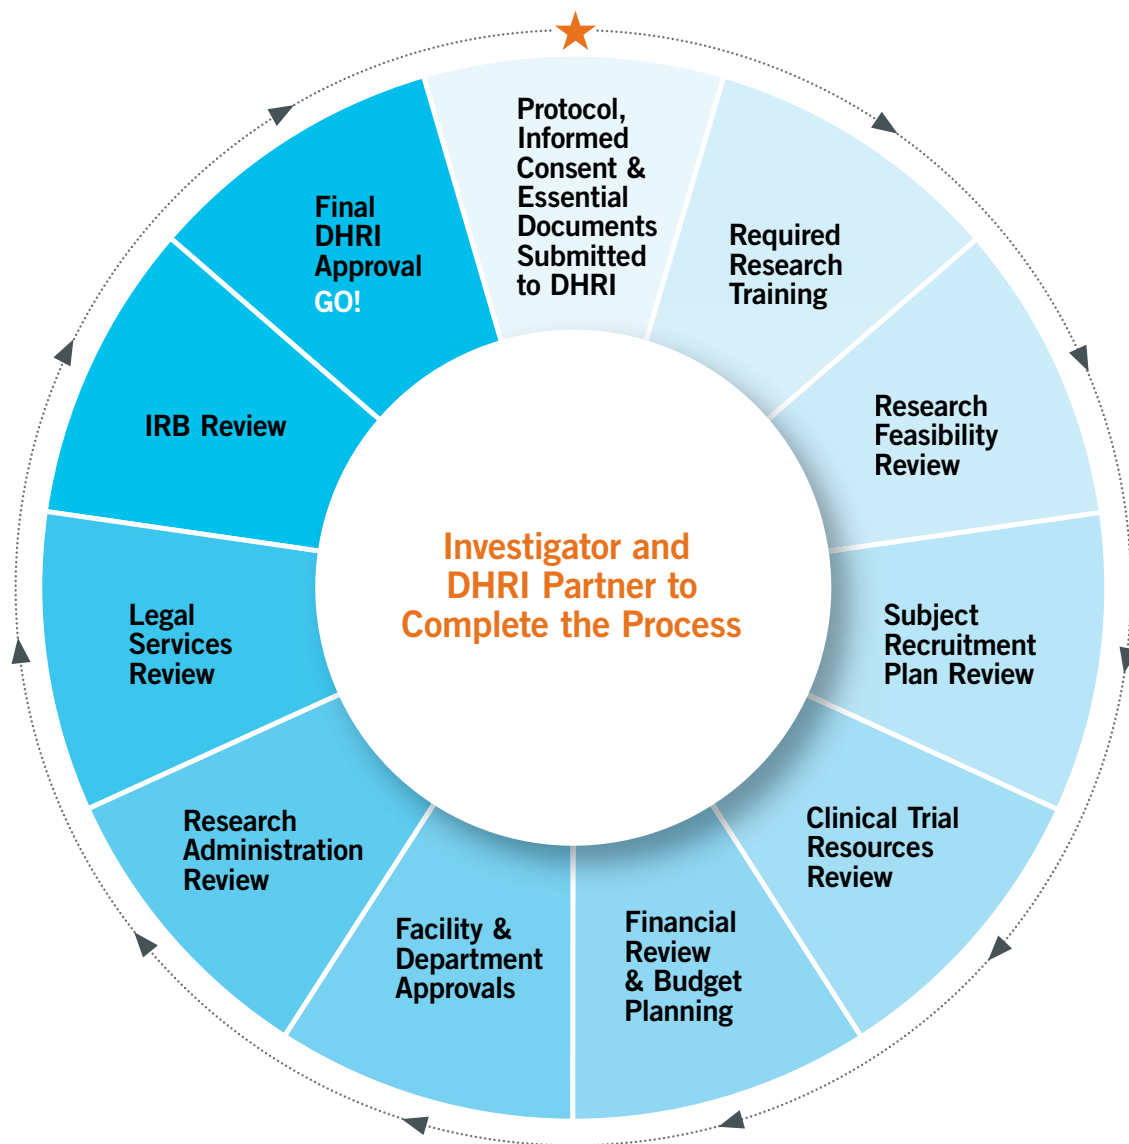 Protocol,
Informed
Consent &
Essential
Documents
Submitted
to DHRI
Required
Research
Training
Research
Feasibility
Review
Subject
Recruitment
Plan Review
Clinical Trial
Resources
Review
Financial
Review
& Budget
Planning
Facility &
Department
Approvals
Research
Administration
Review
Legal
Services
Review
IRB Review
Final
DHRI
Approval
GO!
Investigator and
DHRI Partner to
Complete the Process